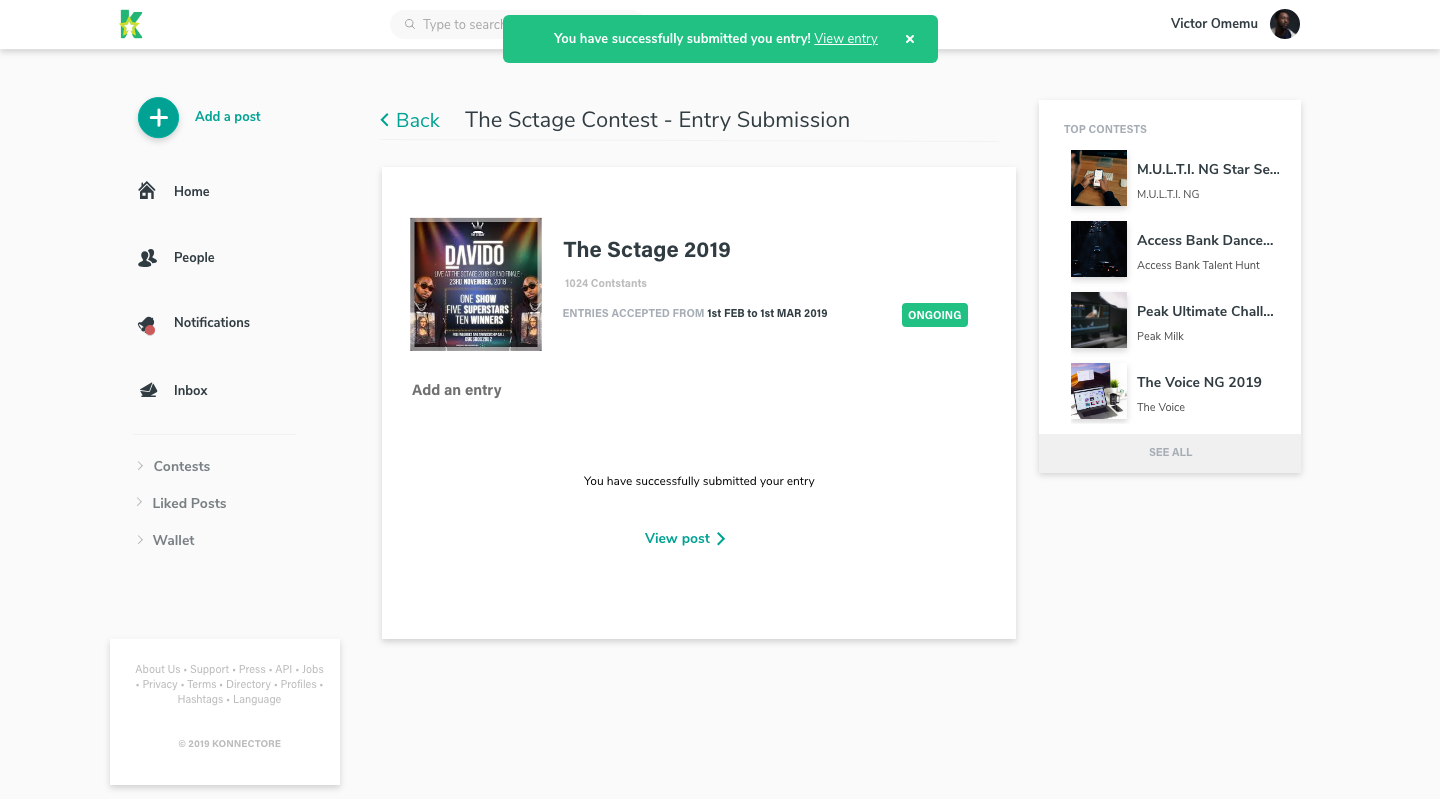 Type to search
You have successfully submitted you entry! View entry
Victor Omemu
Add a post
Home
People
Notifications
Inbox
Contests
Liked Posts
Wallet
About Us • Support • Press • API • Jobs
• Privacy • Terms • Directory • Profiles •
Hashtags • Language
© 2019 KONNECTORE
Back
The Sctage Contest - Entry Submission
DAVIDO
LIVE AT THE SCTAGE 2018 GRAND FINALE
23RD NOVEMBER, 2018
ONE SHOW
FIVE SUPERSTARS
TEN WINNERS
The Sctage 2019
1024 Contstants
ENTRIES ACCEPTED FROM 1st FEB to 1st MAR 2019
ONGOING
Add an entry
You have successfully submitted your entry
View post
TOP CONTESTS
M.U.L.T.I. NG Star Se...
M.U.L.T.I. NG
Access Bank Dance...
Access Bank Talent Hunt
Peak Ultimate Chall...
Peak Milk
The Voice NG 2019
The Voice
SEE ALL